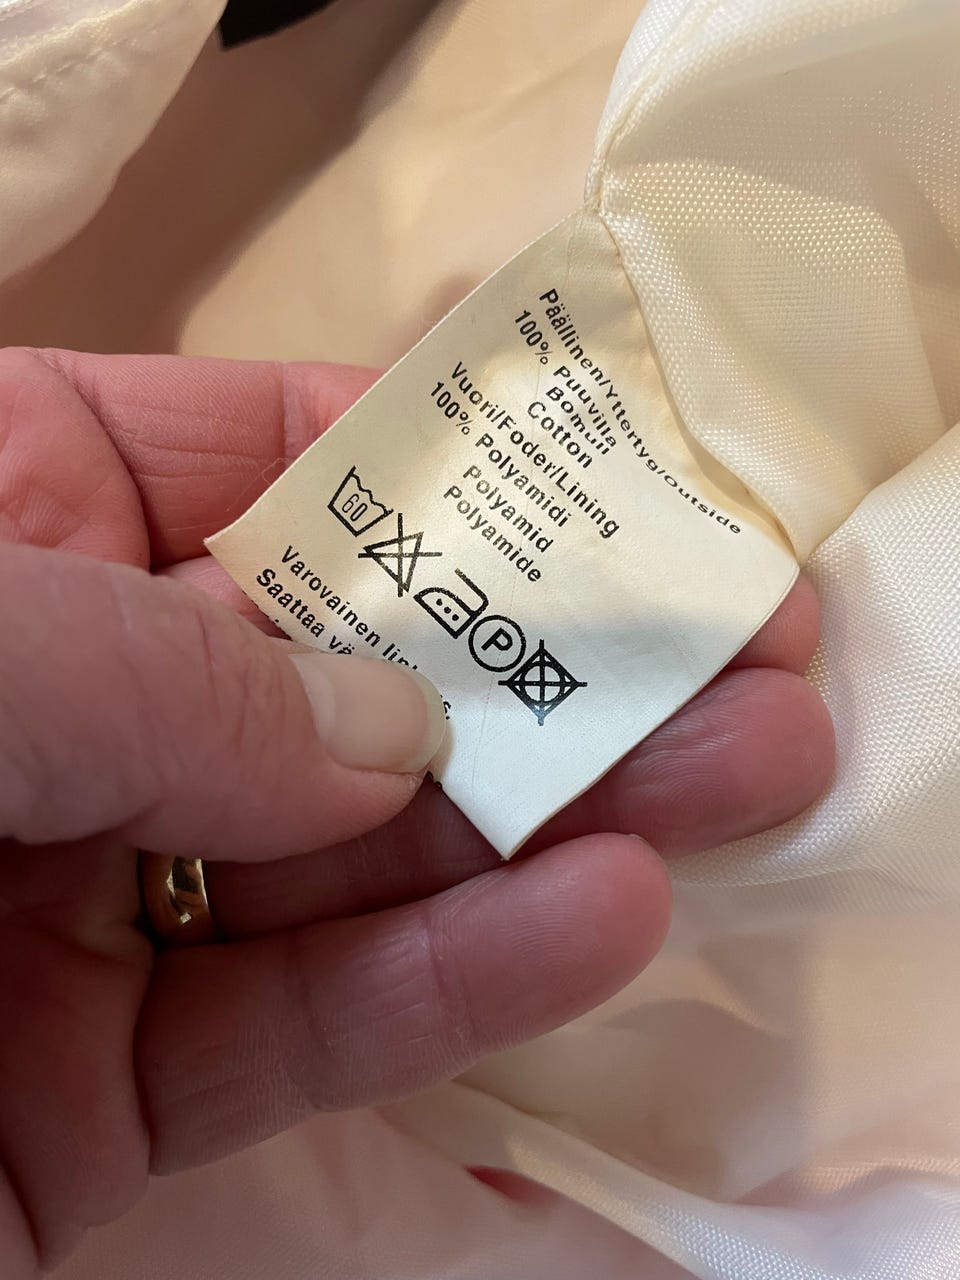 Päällinen/Yttertyg/Outside
100% Puuvilla
Bomull
Cotton
Vuori/Foder/Lining
100% Polyamidi
Polyamid
Polyamide
60
P
Varovainen
Saattaa